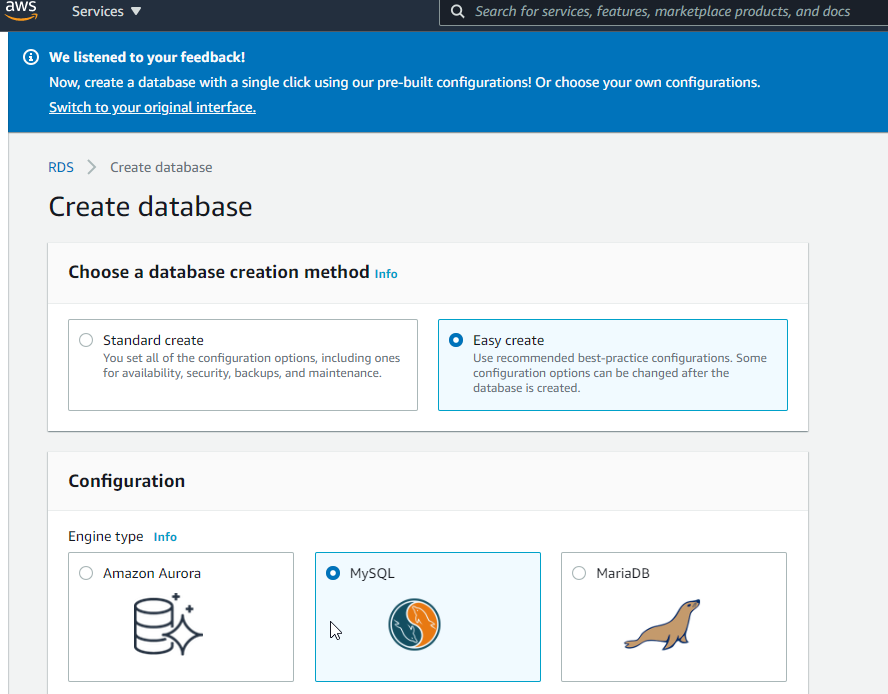 aws
Services
Search for services, features, marketplace products, and docs
We listened to your feedback!
Now, create a database with a single click using our pre-built configurations! Or choose your own configurations.
Switch to your original interface.
RDS
Create database
Create database
Choose a database creation method Info
Standard create
You set all of the configuration options, including ones
for availability, security, backups, and maintenance.
Easy create
Use recommended best-practice configurations. Some
configuration options can be changed after the
database is created.
Configuration
Engine type Info
Amazon Aurora
MySQL
MariaDB